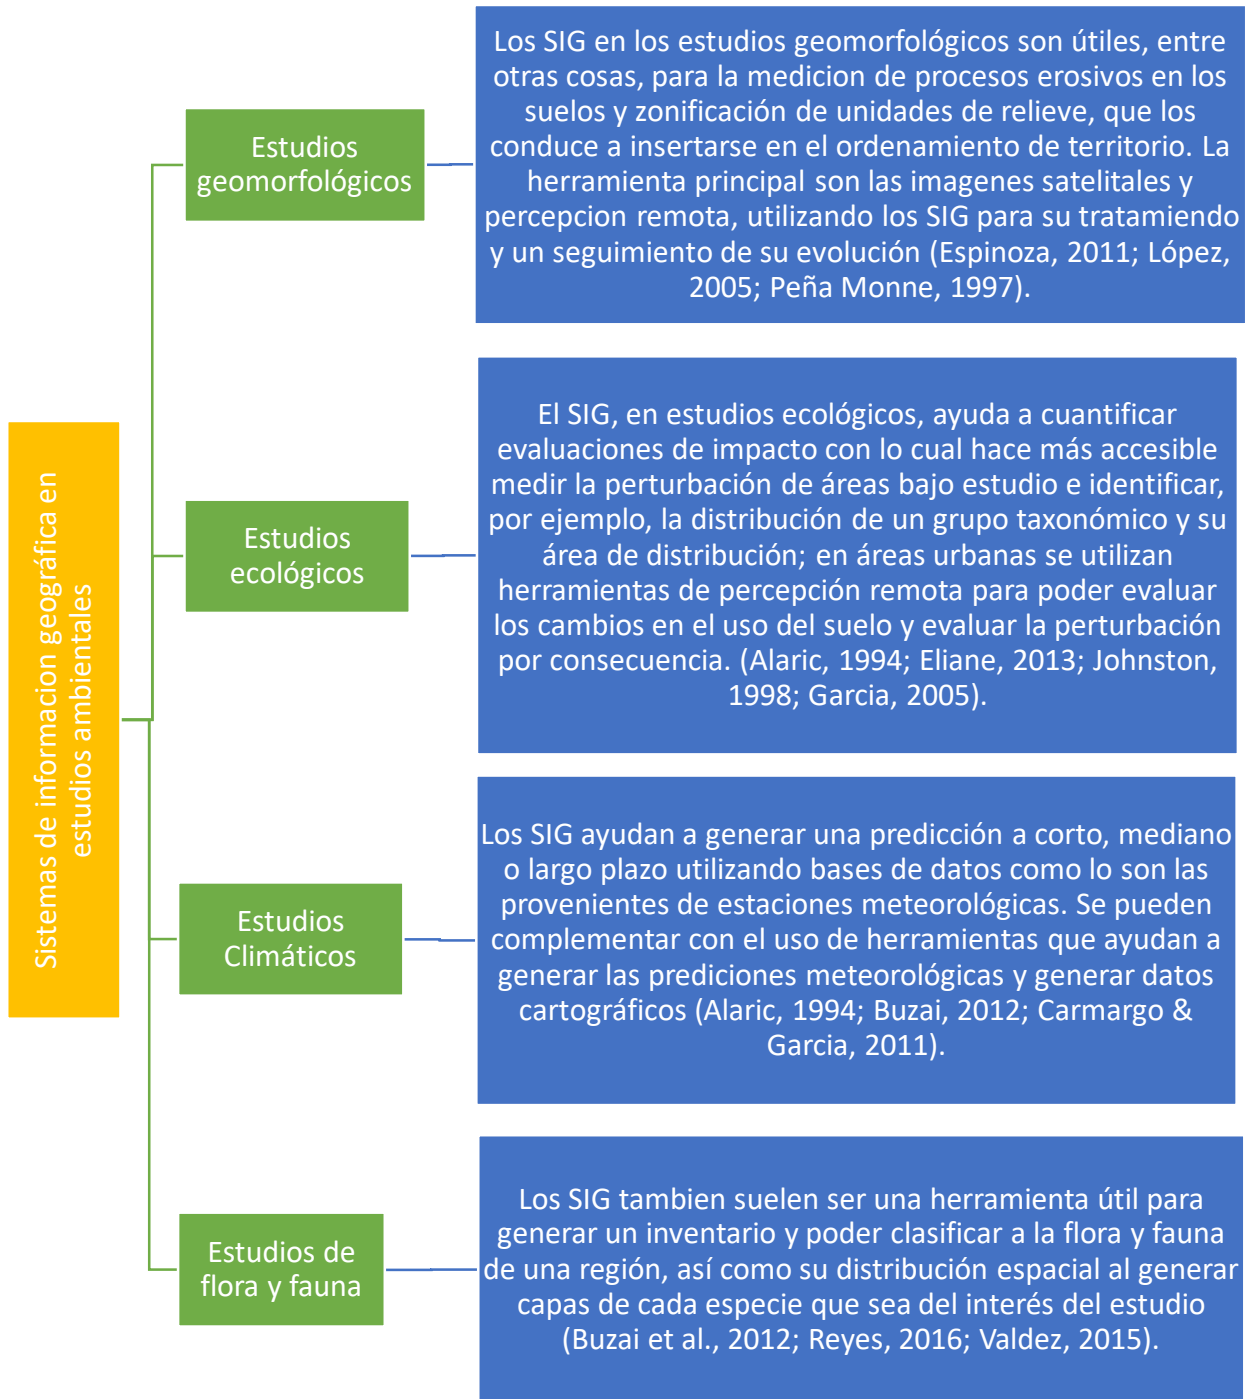 Sistemas de informacion geográfica en
estudios ambientales
Estudios
geomorfológicos
Los SIG en los estudios geomorfológicos son útiles, entre
otras cosas, para la medicion de procesos erosivos en los
suelos y zonificación de unidades de relieve, que los
conduce a insertarse en el ordenamiento de territorio. La
herramienta principal son las imagenes satelitales y
percepcion remota, utilizando los SIG para su tratamiendo
y un seguimiento de su evolución (Espinoza, 2011; López,
2005; Peña Monne, 1997).
Estudios
ecológicos
El SIG, en estudios ecológicos, ayuda a cuantificar
evaluaciones de impacto con lo cual hace más accesible
medir la perturbación de áreas bajo estudio e identificar,
por ejemplo, la distribución de un grupo taxonómico y su
área de distribución; en áreas urbanas se utilizan
herramientas de percepción remota para poder evaluar
los cambios en el uso del suelo y evaluar la perturbación
por consecuencia. (Alaric, 1994; Eliane, 2013; Johnston,
1998; Garcia, 2005).
Estudios
Climáticos
Los SIG ayudan a generar una predicción a corto, mediano
o largo plazo utilizando bases de datos como lo son las
provenientes de estaciones meteorológicas. Se pueden
complementar con el uso de herramientas que ayudan a
generar las prediciones meteorológicas y generar datos
cartográficos (Alaric, 1994; Buzai, 2012; Carmargo &
Garcia, 2011).
Estudios de
flora y fauna
Los SIG tambien suelen ser una herramienta útil para
generar un inventario y poder clasificar a la flora y fauna
de una región, así como su distribución espacial al generar
capas de cada especie que sea del interés del estudio
(Buzai et al., 2012; Reyes, 2016; Valdez, 2015).